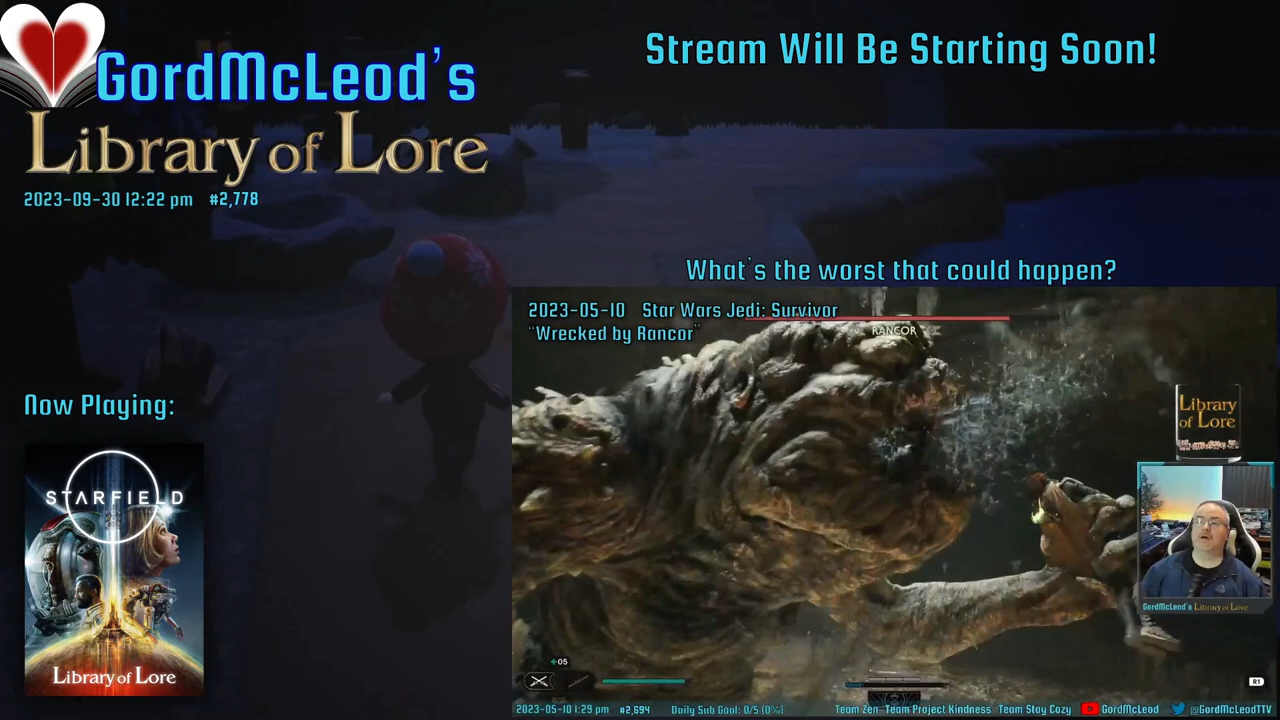 GordMcLeod's
Library of Lore
2023-09-30 12:22 pm #2,778
Stream Will Be Starting Soon!
What's the worst that could happen?
2023-05-10 Star Wars Jedi: Survivor
"Wrecked by Rancor"
RANCOR
Library
of Lore
GordMcLeod's Library of Lore
Now Playing:
STARFIELD
Library of Lore
+05
R1
2023-05-10 1:29 pm #2,694 Daily Sub Goal: 0/5 (0%) Team Zen Team Project Kindness Team Stay Cozy GordMcLeod @GordMcLeodTTV